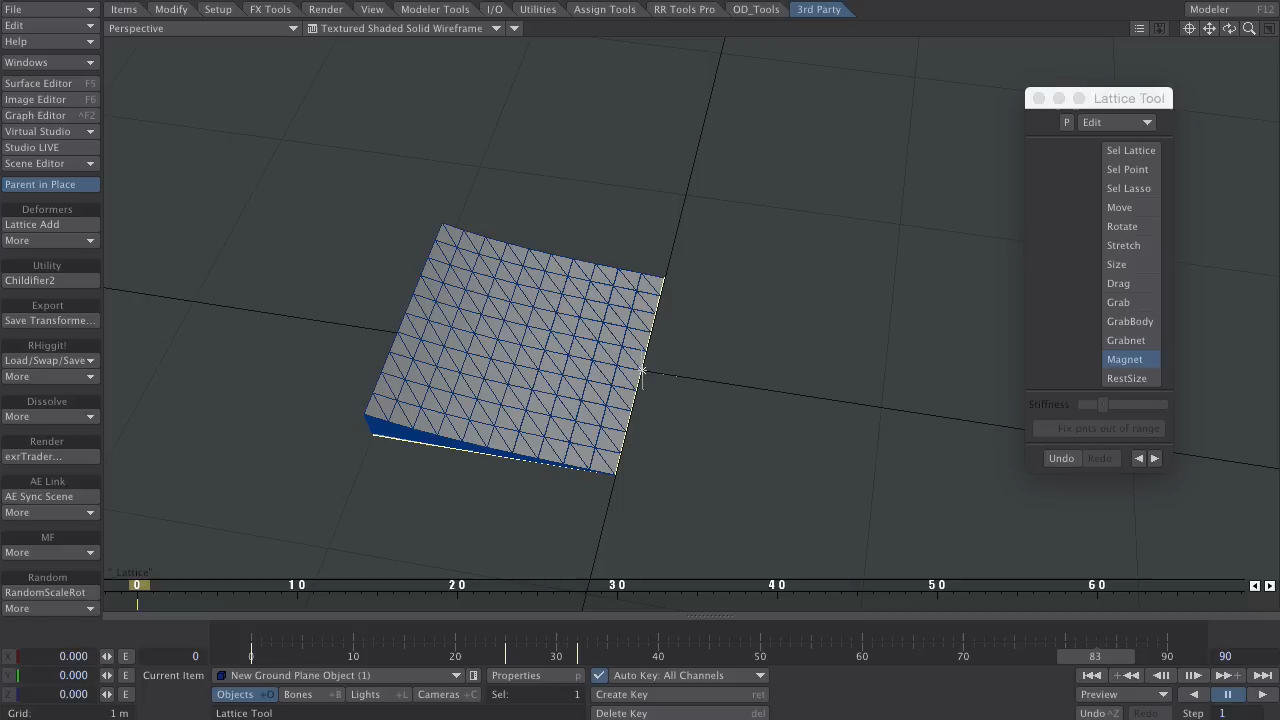 File
Items Modify Setup FX Tools Render View Modeler Tools I/O Utilities Assign Tools RR Tools Pro OD_Tools 3rd Party Modeler F12
Edit
Perspective Textured Shaded Solid Wireframe
Help
Windows
Surface Editor F5
Image Editor F6
Graph Editor ^F2
Virtual Studio
Studio LIVE
Scene Editor
Parent in Place
Deformers
Lattice Add
More
Utility
Childifier2
Export
Save Transforme...
RHiggit!
Load/Swap/Save
More
Dissolve
More
Render
exrTrader...
AE Link
AE Sync Scene
More
MF
More
Random
RandomScaleRot
More
Lattice Tool
P Edit
Sel Lattice
Sel Point
Sel Lasso
Move
Rotate
Stretch
Size
Drag
Grab
GrabBody
Grabnet
Magnet
RestSize
Stiffness
Fix pnts out of range
Undo Redo
"_Lattice"
0 10 20 30 40 50 60
0 10 20 30 40 50 60 70 83 90
X 0.000 E 0 90
Y 0.000 E Current Item New Ground Plane Object (1) Properties p Auto Key: All Channels
Z 0.000 E Objects +O Bones +B Lights +L Cameras +C Sel: 1 Create Key ret Preview
Grid: 1 m Lattice Tool Delete Key del Undo ^Z Redo Step 1